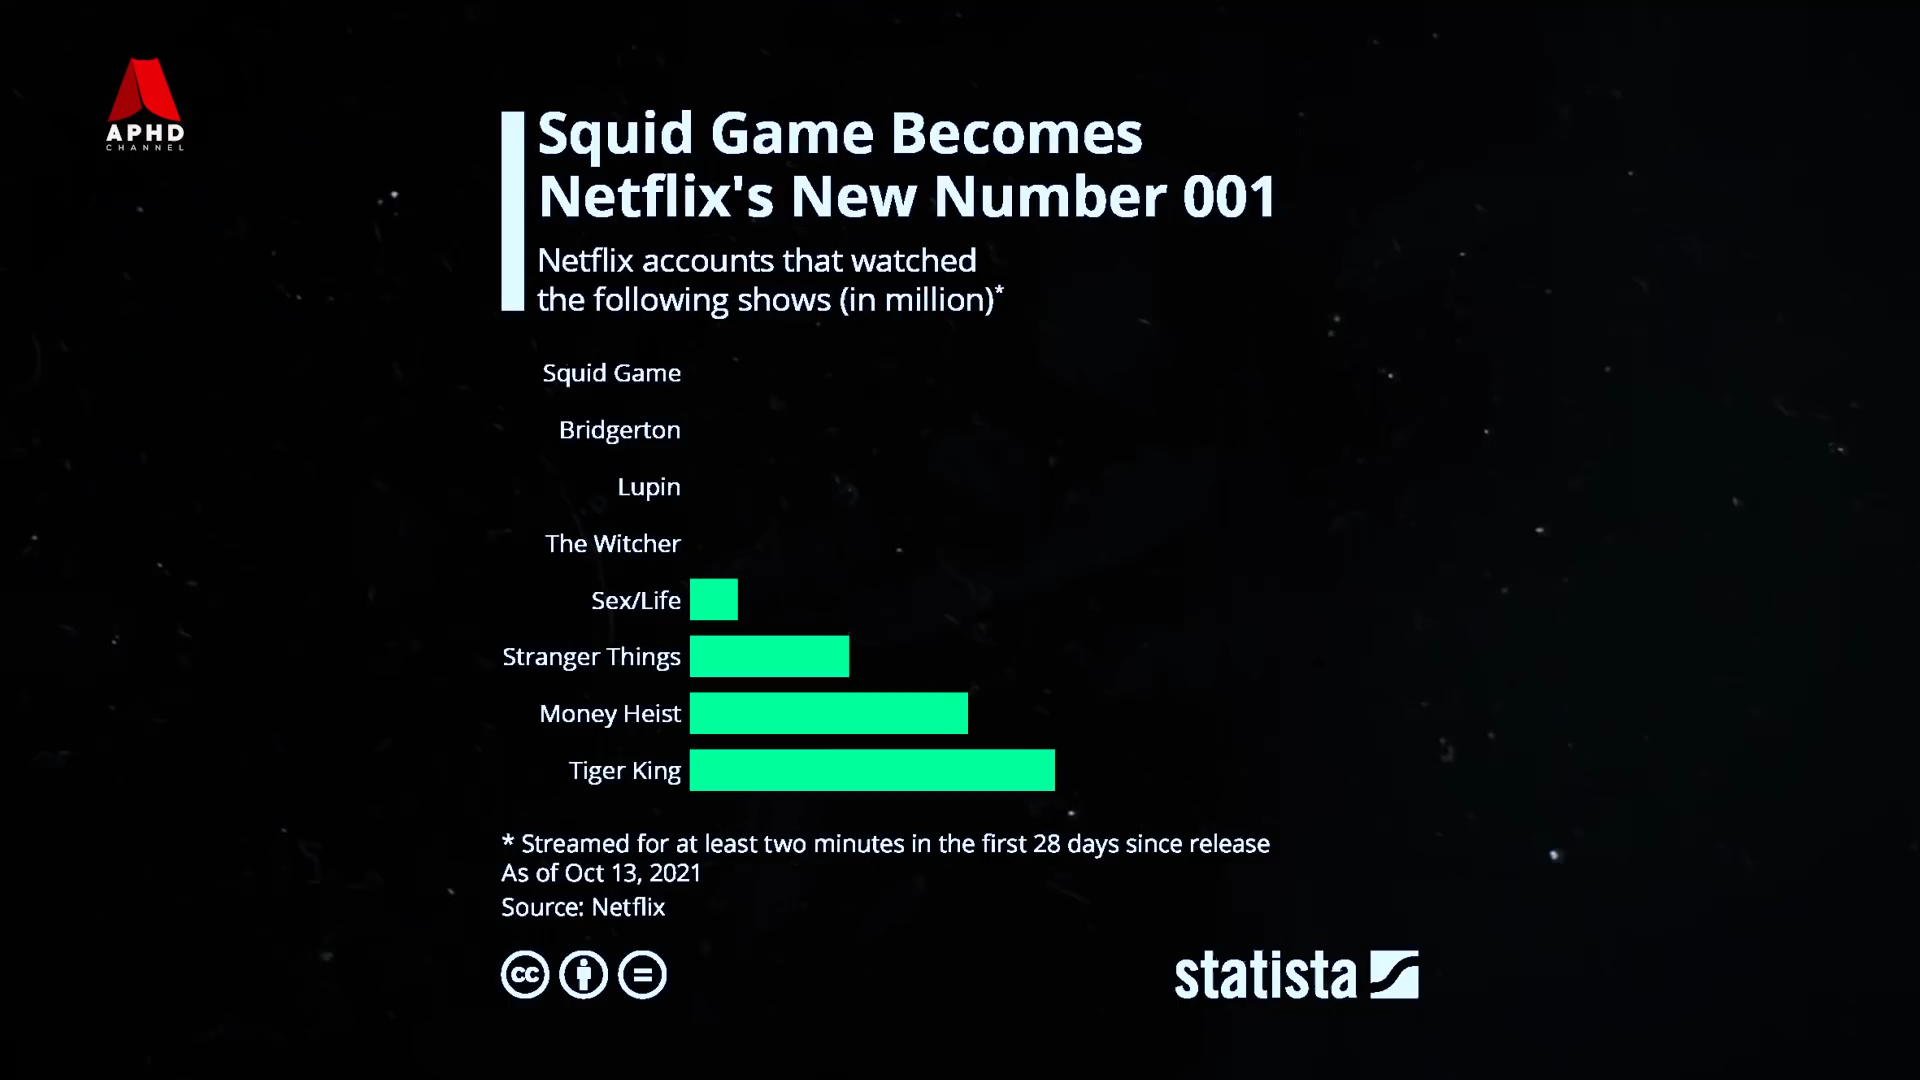 APHD
CHANNEL
Squid Game Becomes
Netflix's New Number 001
Netflix accounts that watched
the following shows (in million)*
Squid Game
Bridgerton
Lupin
The Witcher
Sex/Life
Stranger Things
Money Heist
Tiger King
* Streamed for at least two minutes in the first 28 days since release
As of Oct 13, 2021
Source: Netflix
cc
=
statista